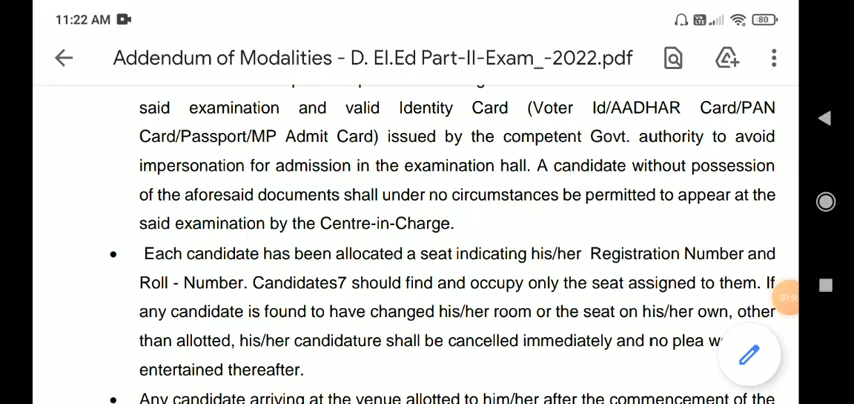 11:22 AM
80
Addendum of Modalities - D. El.Ed Part-II-Exam_-2022.pdf
said examination and valid Identity Card (Voter Id/AADHAR Card/PAN
Card/Passport/MP Admit Card) issued by the competent Govt. authority to avoid
impersonation for admission in the examination hall. A candidate without possession
of the aforesaid documents shall under no circumstances be permitted to appear at the
said examination by the Centre-in-Charge.
• Each candidate has been allocated a seat indicating his/her Registration Number and
Roll - Number. Candidates7 should find and occupy only the seat assigned to them. If
any candidate is found to have changed his/her room or the seat on his/her own, other
than allotted, his/her candidature shall be cancelled immediately and no plea
entertained thereafter.
• Any candidate arriving at the venue allotted to him/her after the commencement of the